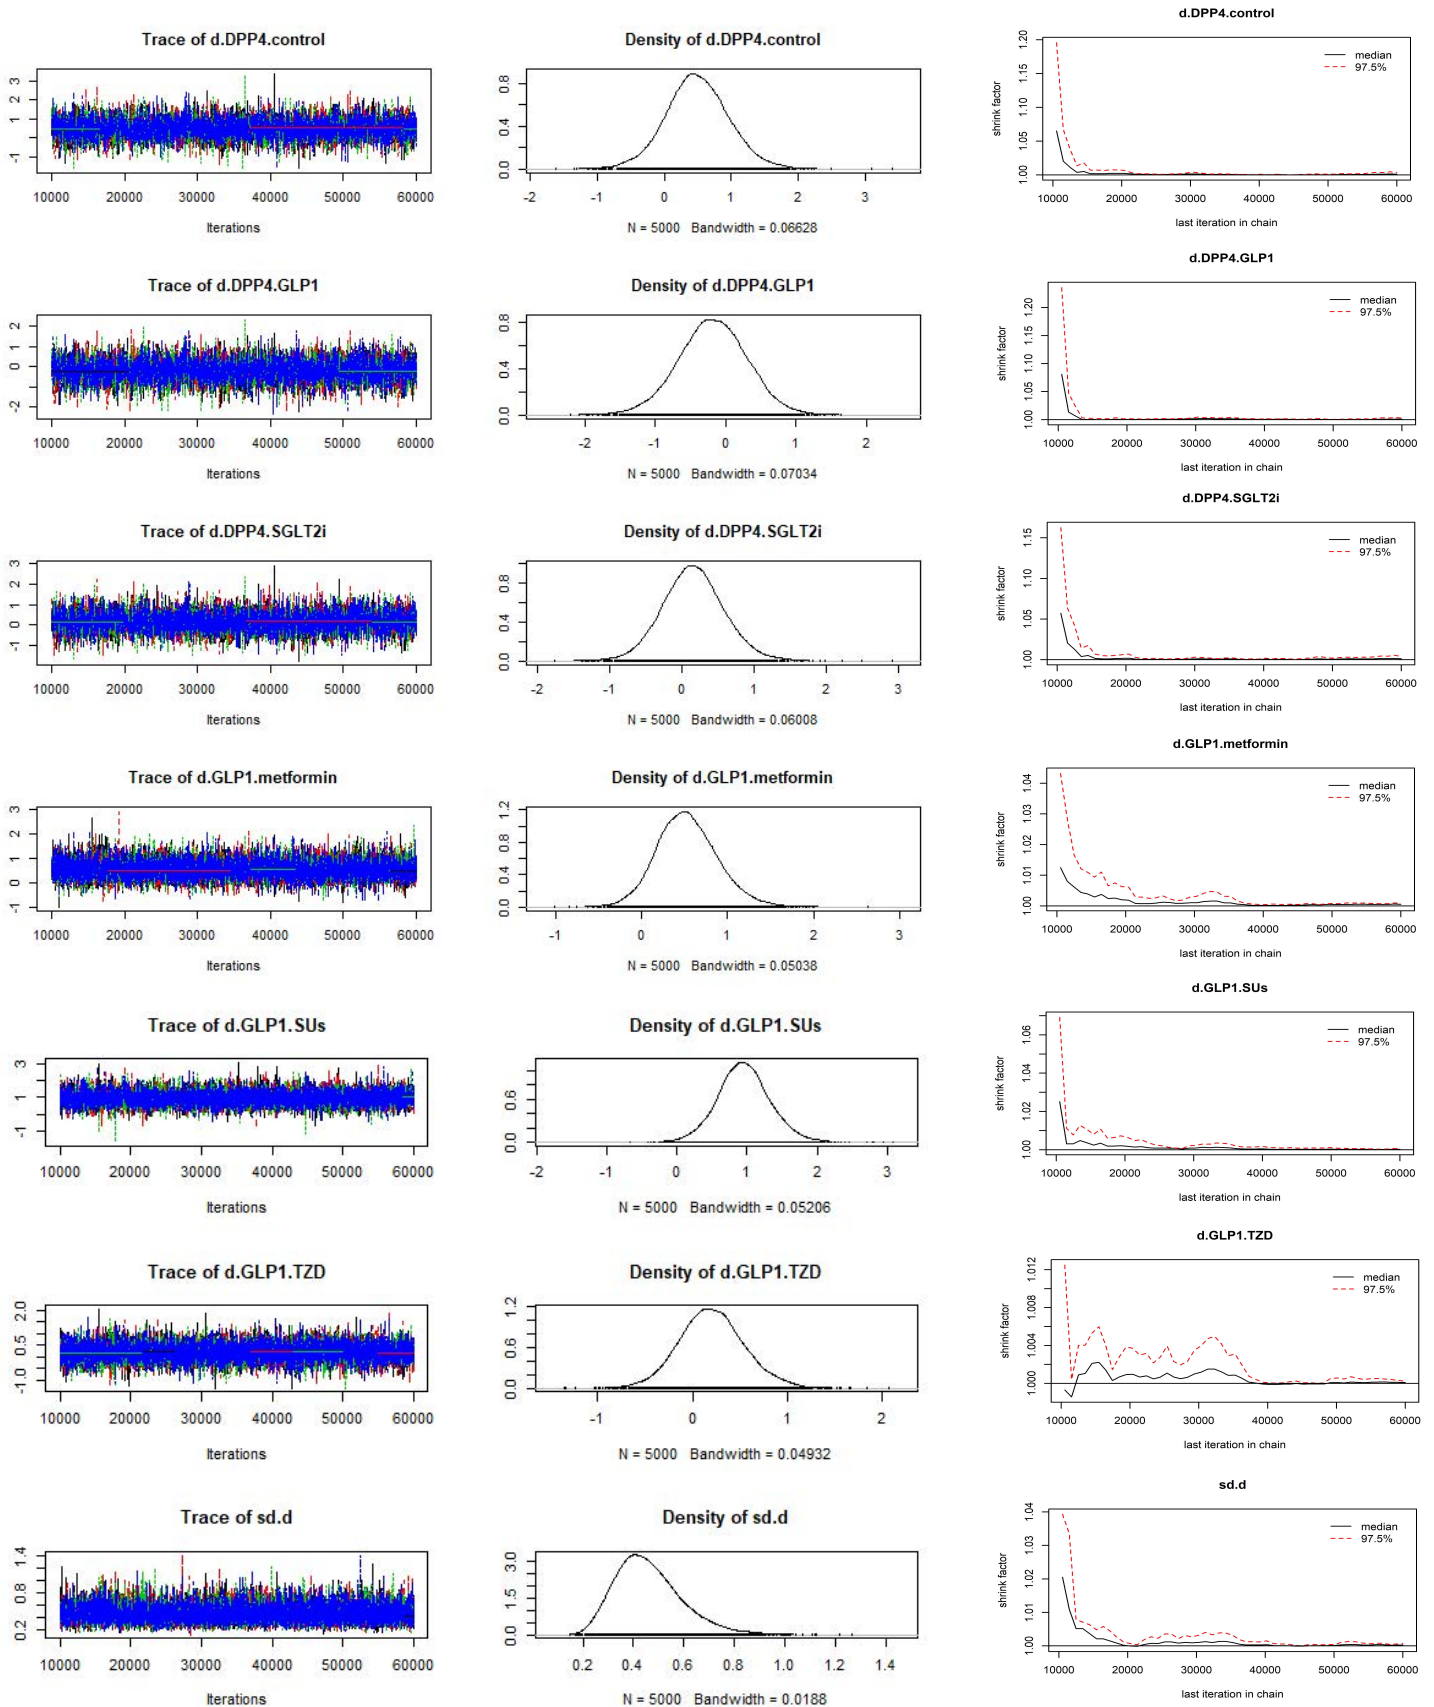 Trace of d.DPP4.control
-1 1 2 3
10000 20000 30000 40000 50000 60000
Iterations
Density of d.DPP4.control
0.0 0.4 0.8
-2 -1 0 1 2 3
N = 5000 Bandwidth = 0.06628
d.DPP4.control
shrink factor
1.00 1.05 1.10 1.15 1.20
median
97.5%
10000 20000 30000 40000 50000 60000
last iteration in chain
Trace of d.DPP4.GLP1
-2 0 1 2
10000 20000 30000 40000 50000 60000
Iterations
Density of d.DPP4.GLP1
0.0 0.4 0.8
-2 -1 0 1 2
N = 5000 Bandwidth = 0.07034
d.DPP4.GLP1
shrink factor
1.00 1.05 1.10 1.15 1.20
median
97.5%
10000 20000 30000 40000 50000 60000
last iteration in chain
Trace of d.DPP4.SGLT2i
-1 0 1 2 3
10000 20000 30000 40000 50000 60000
Iterations
Density of d.DPP4.SGLT2i
0.0 0.4 0.8
-2 -1 0 1 2 3
N = 5000 Bandwidth = 0.06008
d.DPP4.SGLT2i
shrink factor
1.00 1.05 1.10 1.15
median
97.5%
10000 20000 30000 40000 50000 60000
last iteration in chain
Trace of d.GLP1.metformin
-1 0 1 2 3
10000 20000 30000 40000 50000 60000
Iterations
Density of d.GLP1.metformin
0.0 0.4 0.8 1.2
-1 0 1 2 3
N = 5000 Bandwidth = 0.05038
d.GLP1.metformin
shrink factor
1.00 1.01 1.02 1.03 1.04
median
97.5%
10000 20000 30000 40000 50000 60000
last iteration in chain
Trace of d.GLP1.SUs
-1 1 3
10000 20000 30000 40000 50000 60000
Iterations
Density of d.GLP1.SUs
0.0 0.6
-2 -1 0 1 2 3
N = 5000 Bandwidth = 0.05206
d.GLP1.SUs
shrink factor
1.00 1.02 1.04 1.06
median
97.5%
10000 20000 30000 40000 50000 60000
last iteration in chain
Trace of d.GLP1.TZD
-1.0 0.5 2.0
10000 20000 30000 40000 50000 60000
Iterations
Density of d.GLP1.TZD
0.0 0.6 1.2
-1 0 1 2
N = 5000 Bandwidth = 0.04932
d.GLP1.TZD
shrink factor
1.000 1.004 1.008 1.012
median
97.5%
10000 20000 30000 40000 50000 60000
last iteration in chain
Trace of sd.d
0.2 0.8 1.4
10000 20000 30000 40000 50000 60000
Iterations
Density of sd.d
0.0 1.5 3.0
0.2 0.4 0.6 0.8 1.0 1.2 1.4
N = 5000 Bandwidth = 0.0188
sd.d
shrink factor
1.00 1.01 1.02 1.03 1.04
median
97.5%
10000 20000 30000 40000 50000 60000
last iteration in chain